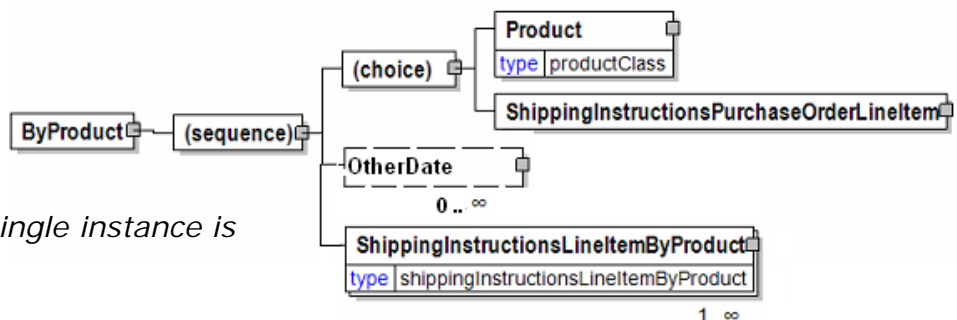 Product
type productClass
(choice)
ShippingInstructionsPurchaseOrderLineItem
ByProduct
(sequence)
OtherDate
0 .. ∞
ingle instance is
ShippingInstructionsLineItemByProduct
type shippingInstructionsLineItemByProduct
1 ∞